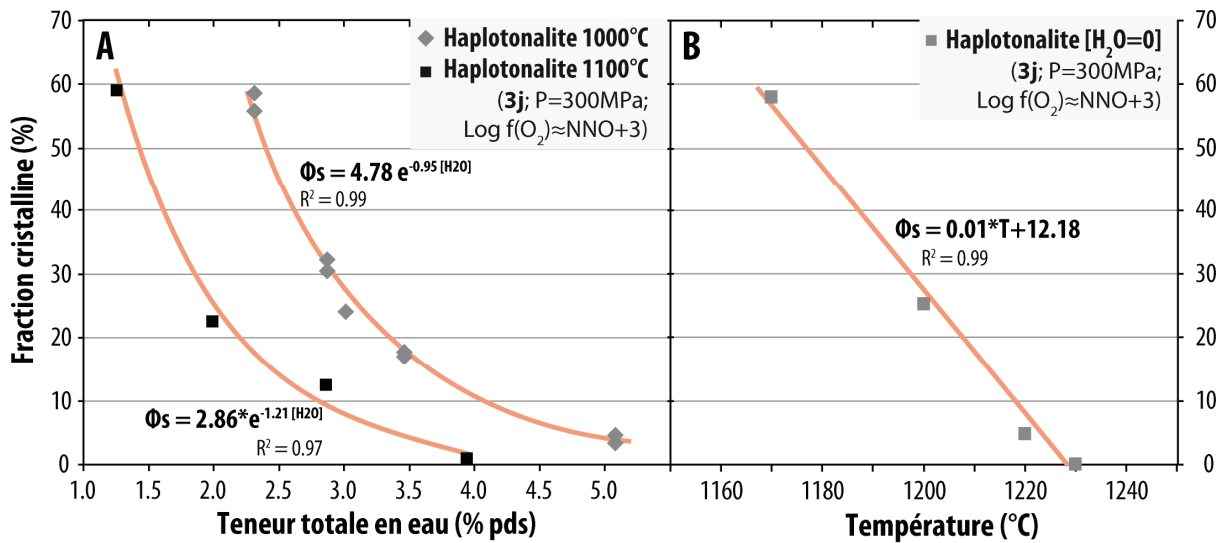 A
Haplotonalite 1000°C
Haplotonalite 1100°C
(3j; P=300MPa;
Log f(O₂)≈NNO+3)
Φs = 4.78 e^-0.95 [H2O]
R² = 0.99
Φs = 2.86*e^-1.21 [H2O]
R² = 0.97
Fraction cristalline (%)
70
60
50
40
30
20
10
0
1.0 1.5 2.0 2.5 3.0 3.5 4.0 4.5 5.0
Teneur totale en eau (% pds)
B
Haplotonalite [H₂O=0]
(3j; P=300MPa;
Log f(O₂)≈NNO+3)
Φs = 0.01*T+12.18
R² = 0.99
70
60
50
40
30
20
10
0
1160 1180 1200 1220 1240
Température (°C)